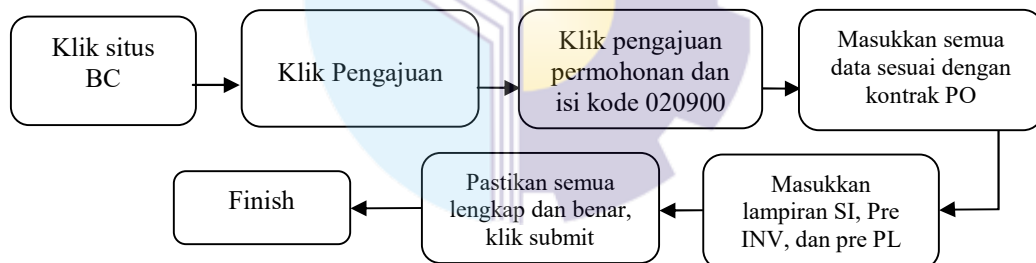 Klik situs
BC
Klik Pengajuan
Klik pengajuan
permohonan dan
isi kode 020900
Masukkan semua
data sesuai dengan
kontrak PO
Masukkan
lampiran SI, Pre
INV, dan pre PL
Pastikan semua
lengkap dan benar,
klik submit
Finish